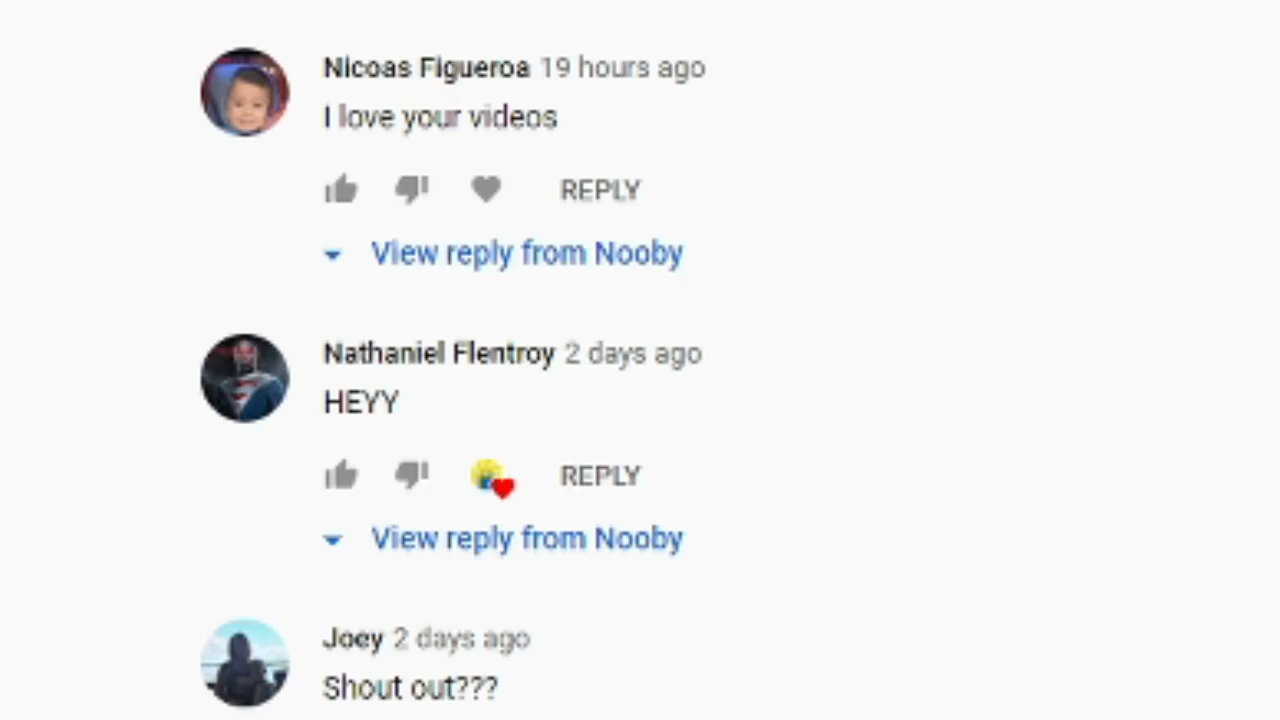 Nicoas Figueroa 19 hours ago
I love your videos
REPLY
View reply from Nooby
Nathaniel Flentroy 2 days ago
HEYY
REPLY
View reply from Nooby
Joey 2 days ago
Shout out???